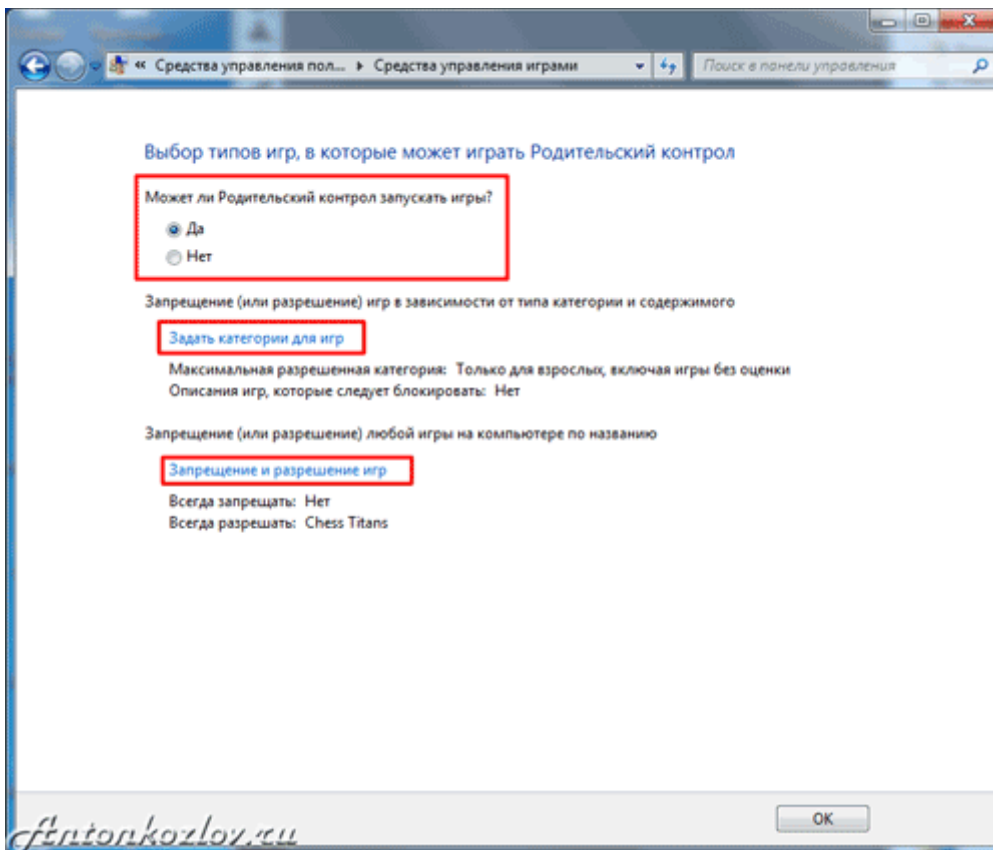 « Средства управления пол... Средства управления играми
Поиск в панели управления
Выбор типов игр, в которые может играть Родительский контрол
Может ли Родительский контрол запускать игры?
Да
Нет
Запрещение (или разрешение) игр в зависимости от типа категории и содержимого
Задать категории для игр
Максимальная разрешенная категория: Только для взрослых, включая игры без оценки
Описания игр, которые следует блокировать: Нет
Запрещение (или разрешение) любой игры на компьютере по названию
Запрещение и разрешение игр
Всегда запрещать: Нет
Всегда разрешать: Chess Titans
OK
Antonkozlov.ru